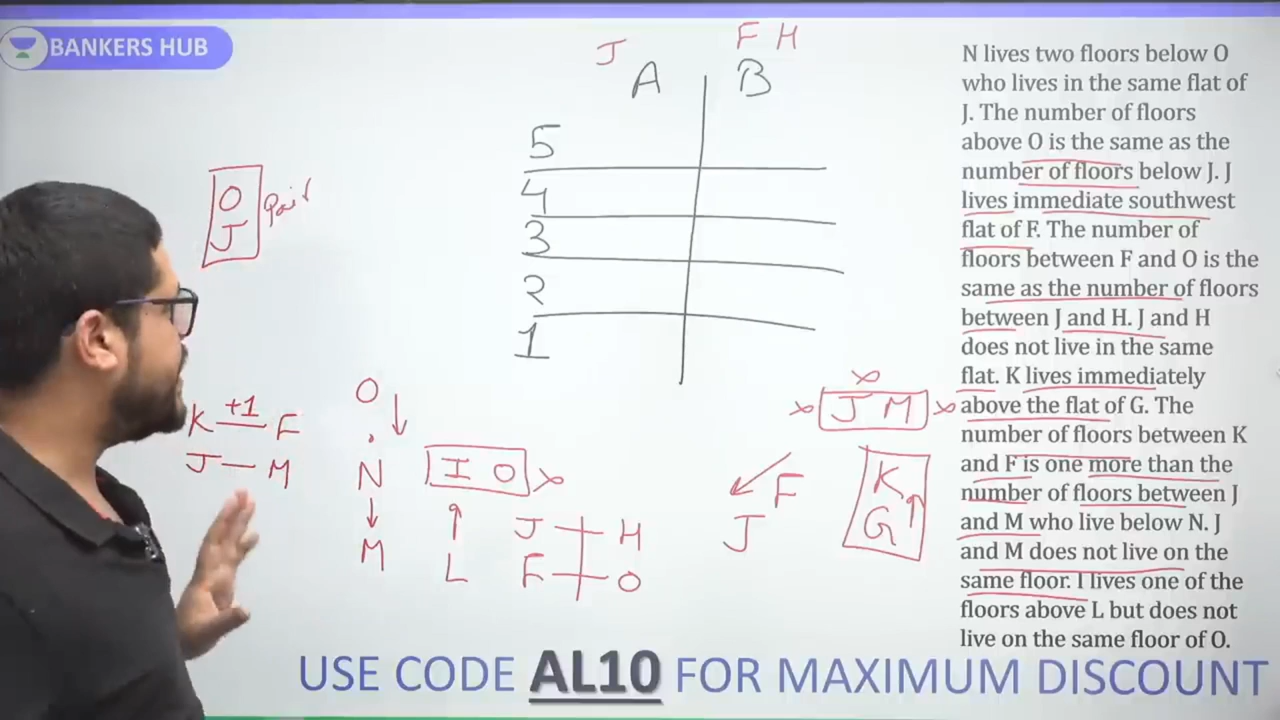 BANKERS HUB
J
F H
A B
5
4
3
2
1
O
J
Pair
K +1 F
J M
O
N
M
I O
L
J H
F O
F
J
J M
K
G
N lives two floors below O
who lives in the same flat of
J. The number of floors
above O is the same as the
number of floors below J. J
lives immediate southwest
flat of F. The number of
floors between F and O is the
same as the number of floors
between J and H. J and H
does not live in the same
flat. K lives immediately
above the flat of G. The
number of floors between K
and F is one more than the
number of floors between J
and M who live below N. J
and M does not live on the
same floor. I lives one of the
floors above L but does not
live on the same floor of O.
USE CODE AL10 FOR MAXIMUM DISCOUNT